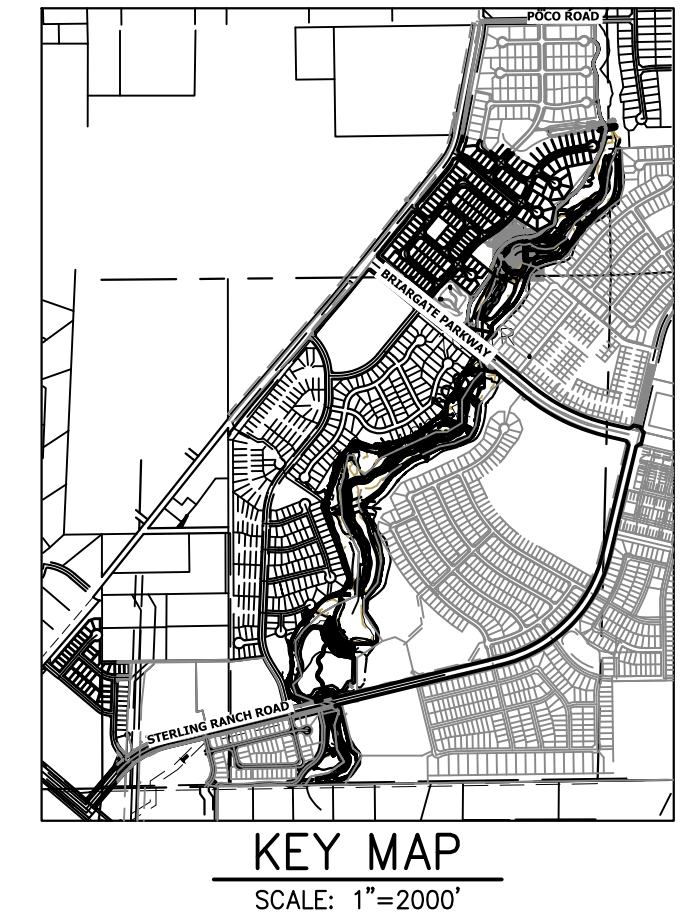 POCO ROAD
BRIARGATE PARKWAY
R
STERLING RANCH ROAD
KEY MAP
SCALE: 1"=2000'